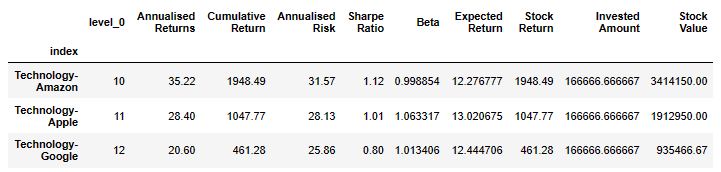 level_0 Annualised Returns Cumulative Return Annualised Risk Sharpe Ratio Beta Expected Return Stock Return Invested Amount Stock Value
index
Technology-Amazon 10 35.22 1948.49 31.57 1.12 0.998854 12.276777 1948.49 166666.666667 3414150.00
Technology-Apple 11 28.40 1047.77 28.13 1.01 1.063317 13.020675 1047.77 166666.666667 1912950.00
Technology-Google 12 20.60 461.28 25.86 0.80 1.013406 12.444706 461.28 166666.666667 935466.67